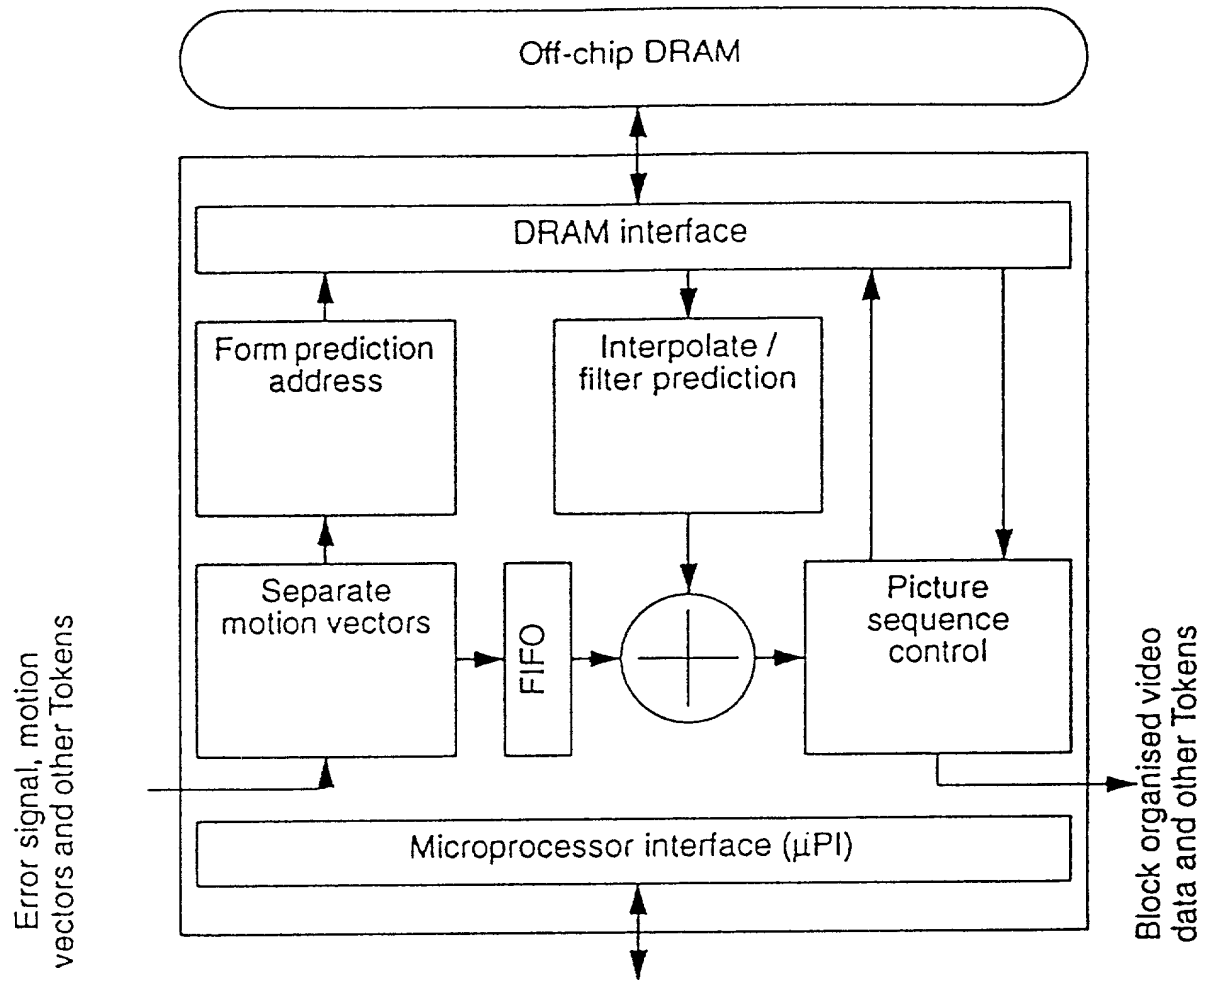 Off-chip DRAM
DRAM interface
Form prediction
address
Interpolate /
filter prediction
Separate
motion vectors
FIFO
Picture
sequence
control
Error signal, motion
vectors and other Tokens
Block organised video
data and other Tokens
Microprocessor interface (µPI)